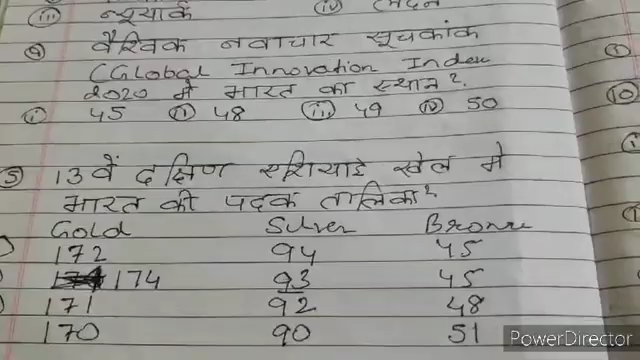 (iii) न्यूयार्क (iv) लंदन
(4) वैश्विक नवाचार सूचकांक
(Global Innovation Index
2020 में भारत का स्थान?
(i) 45 (ii) 48 (iii) 49 (iv) 50
(5) 13वें दक्षिण एशियाई खेल में
भारत की पदक तालिका?
Gold Silver Bronze
172 94 45
174 93 45
171 92 48
170 90 51
PowerDirector